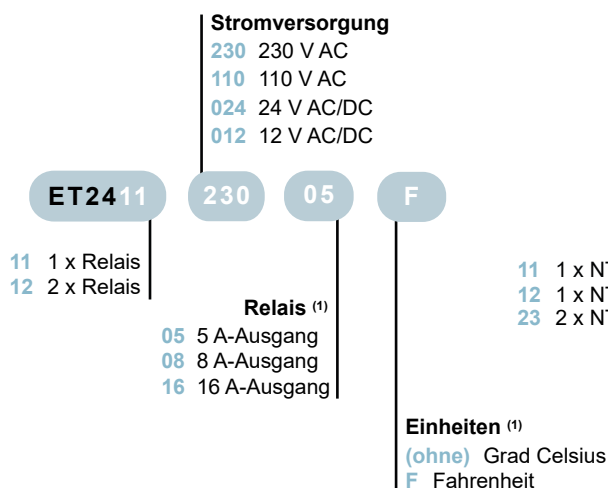 Stromversorgung
230 230 V AC
110 110 V AC
024 24 V AC/DC
012 12 V AC/DC
ET2411 230 05 F
11 1 x Relais
12 2 x Relais
Relais (1)
05 5 A-Ausgang
08 8 A-Ausgang
16 16 A-Ausgang
11 1 x
12 1 x
23 2 x
Einheiten (1)
(ohne) Grad Celsius
F Fahrenheit